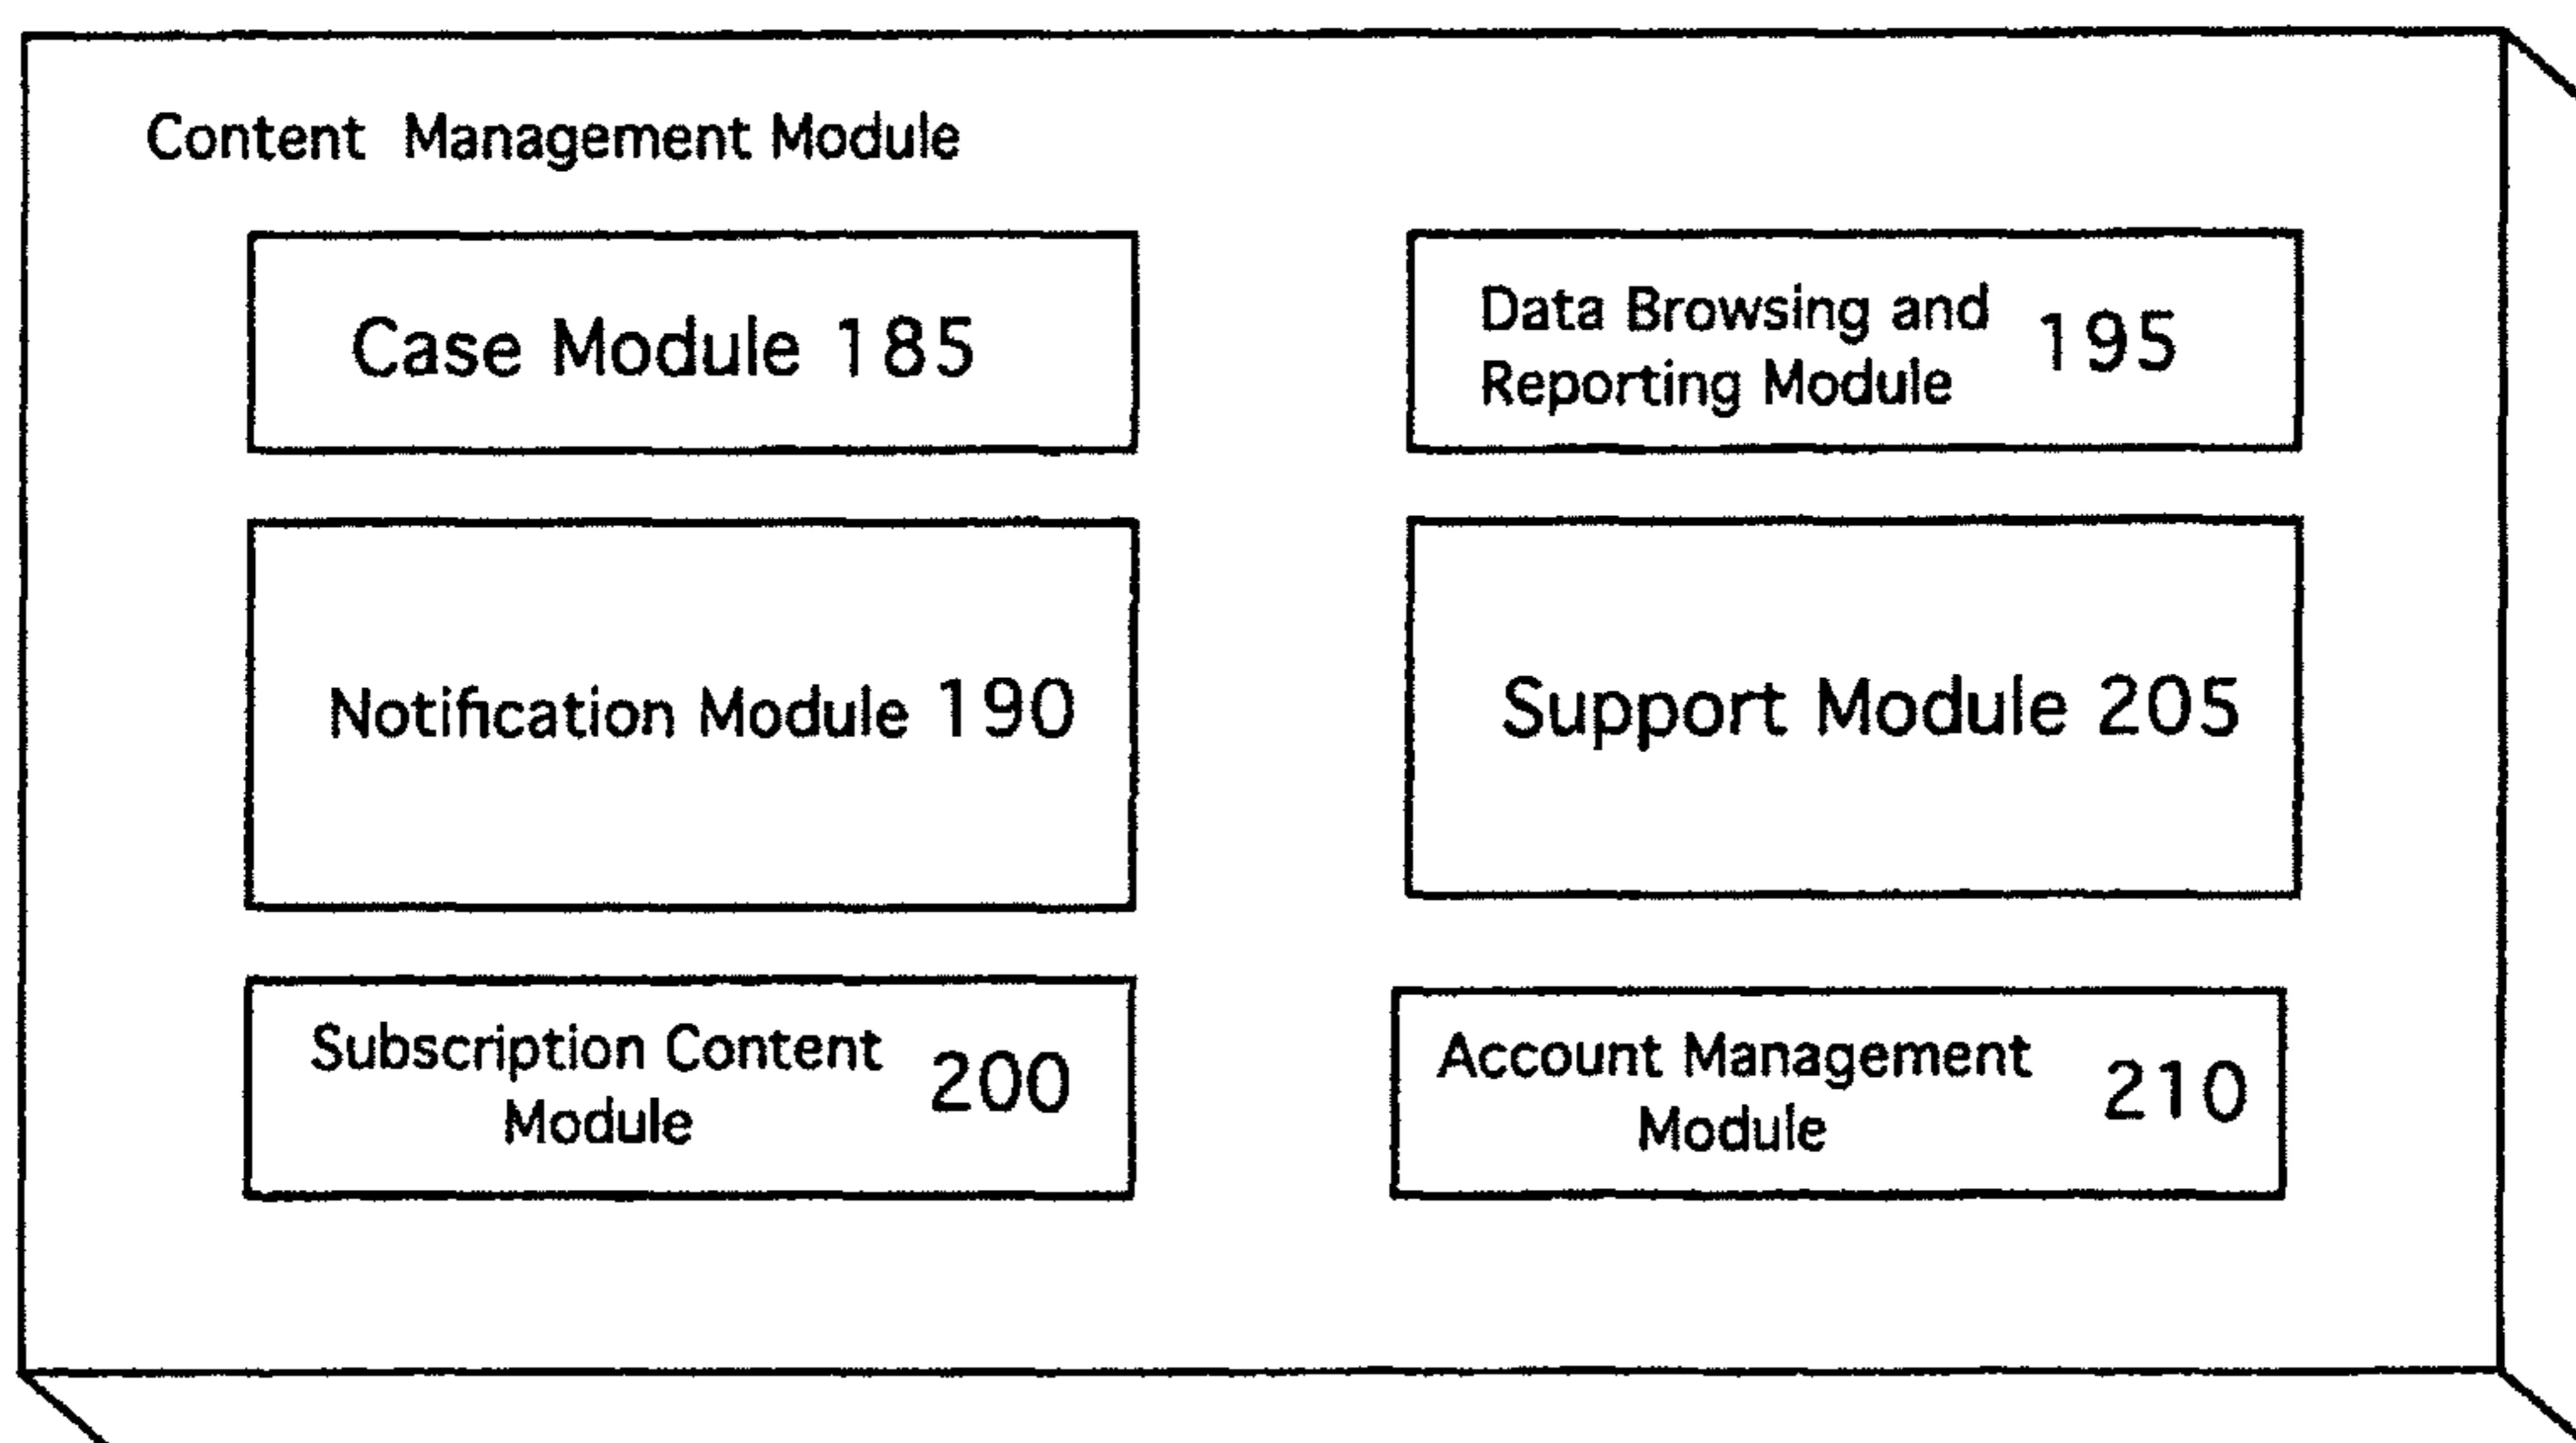 Content Management Module
Case Module 185
Data Browsing and
Reporting Module
195
Notification Module 190
Support Module 205
Subscription Content
Module
200
Account Management
Module
210